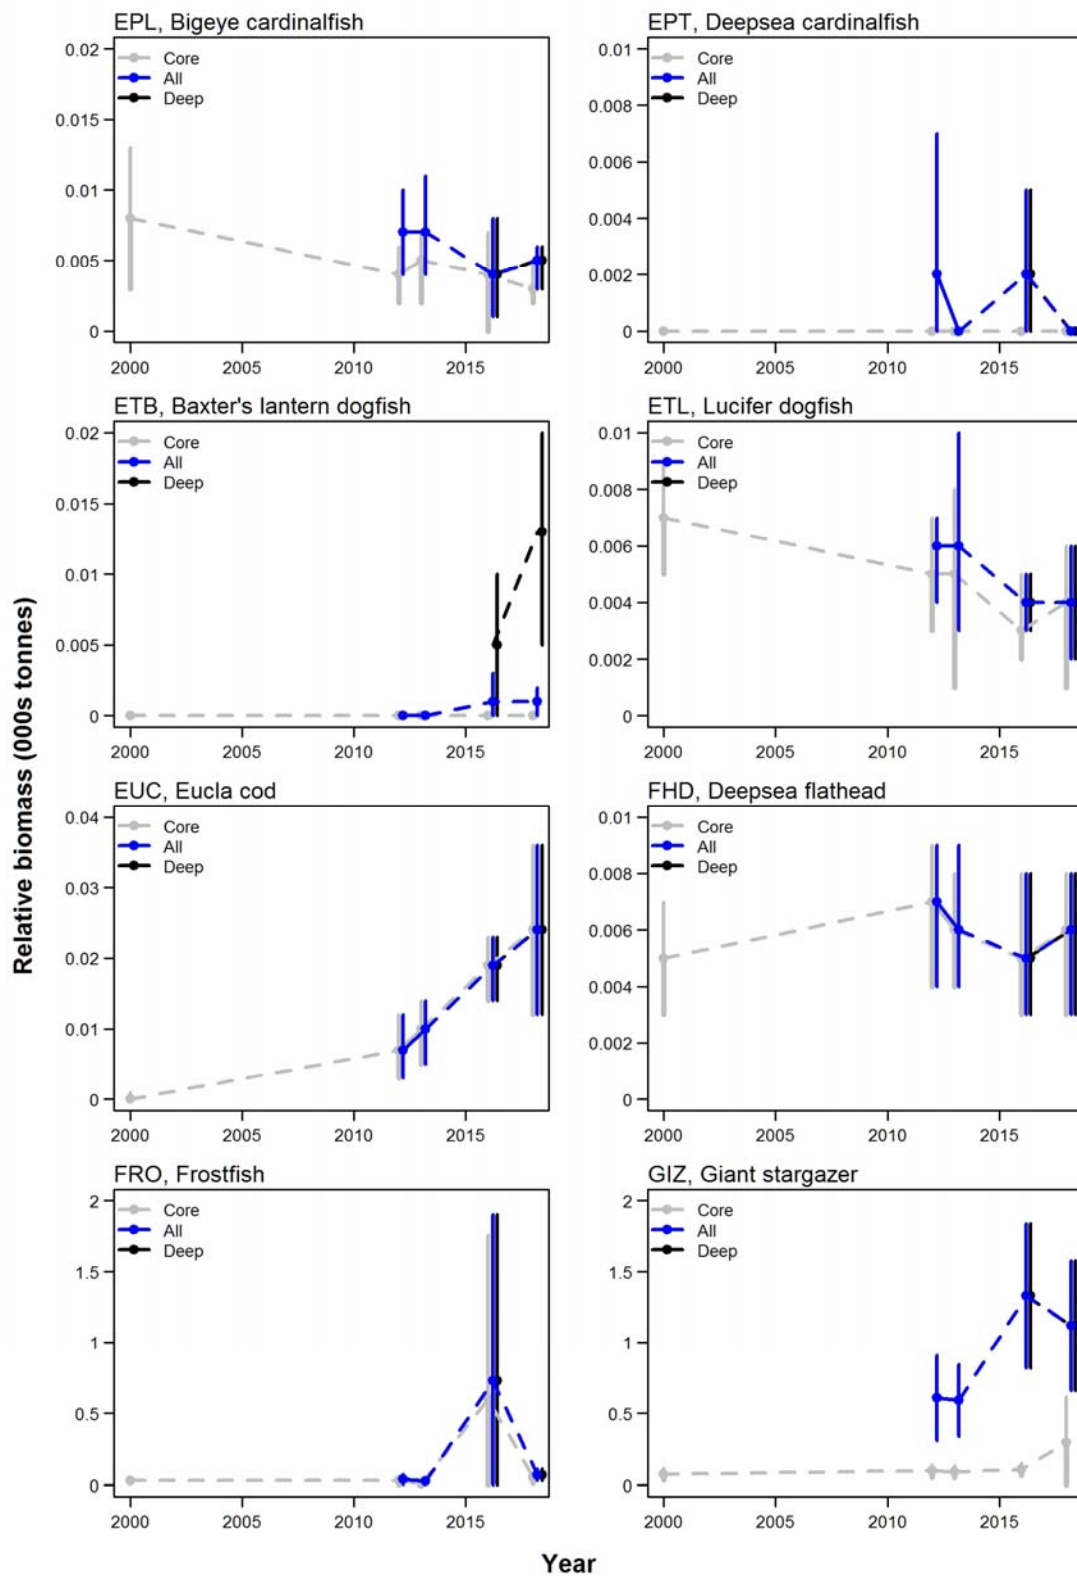 EPL, Bigeye cardinalfish
0.02
0.015
0.01
0.005
0
Core
All
Deep
2000 2005 2010 2015
EPT, Deepsea cardinalfish
0.01
0.008
0.006
0.004
0.002
0
Core
All
Deep
2000 2005 2010 2015
ETB, Baxter's lantern dogfish
0.02
0.015
0.01
0.005
0
Core
All
Deep
2000 2005 2010 2015
ETL, Lucifer dogfish
0.01
0.008
0.006
0.004
0.002
0
Core
All
Deep
2000 2005 2010 2015
EUC, Eucla cod
0.04
0.03
0.02
0.01
0
Core
All
Deep
2000 2005 2010 2015
FHD, Deepsea flathead
0.01
0.008
0.006
0.004
0.002
0
Core
All
Deep
2000 2005 2010 2015
FRO, Frostfish
2
1.5
1
0.5
0
Core
All
Deep
2000 2005 2010 2015
GIZ, Giant stargazer
2
1.5
1
0.5
0
Core
All
Deep
2000 2005 2010 2015
Relative biomass (000s tonnes)
Year